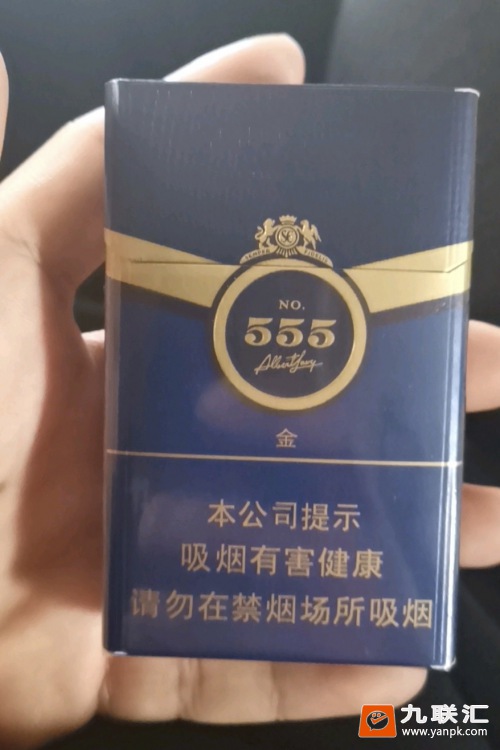 NO.
555
金
本公司提示
吸烟有害健康
请勿在禁烟场所吸烟
九联汇
www.yanpk.com